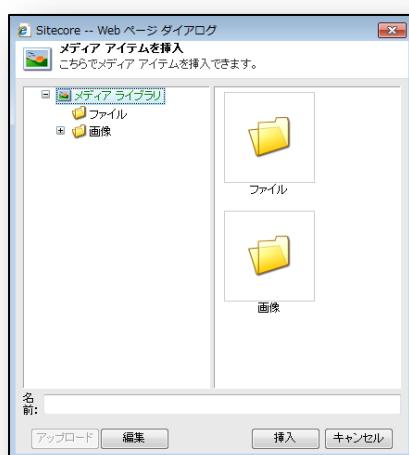 Sitecore -- Web ページ ダイアログ
メディア アイテムを挿入
こちらでメディア アイテムを挿入できます。
メディア ライブラリ
ファイル
画像
ファイル
画像
名
前:
アップロード
編集
挿入
キャンセル